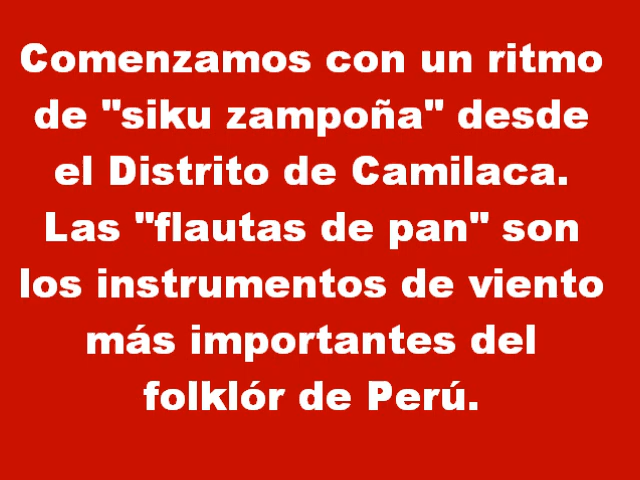 Comenzamos con un ritmo
de "siku zampoña" desde
el Distrito de Camilaca.
Las "flautas de pan" son
los instrumentos de viento
más importantes del
folklór de Perú.